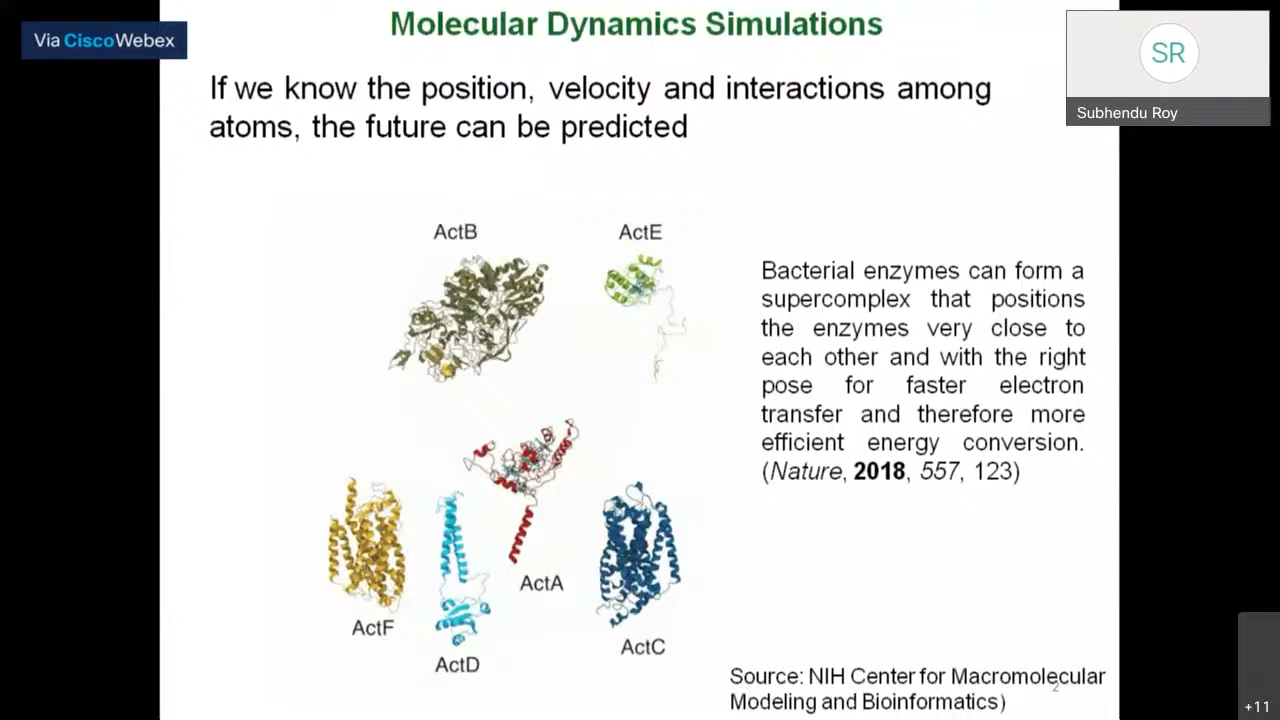 Molecular Dynamics Simulations
Via Cisco Webex
SR
Subhendu Roy
If we know the position, velocity and interactions among
atoms, the future can be predicted
ActB
ActE
Bacterial enzymes can form a
supercomplex that positions
the enzymes very close to
each other and with the right
pose for faster electron
transfer and therefore more
efficient energy conversion.
(Nature, 2018, 557, 123)
ActA
ActF
ActD
ActC
Source: NIH Center for Macromolecular
Modeling and Bioinformatics)
2
+11